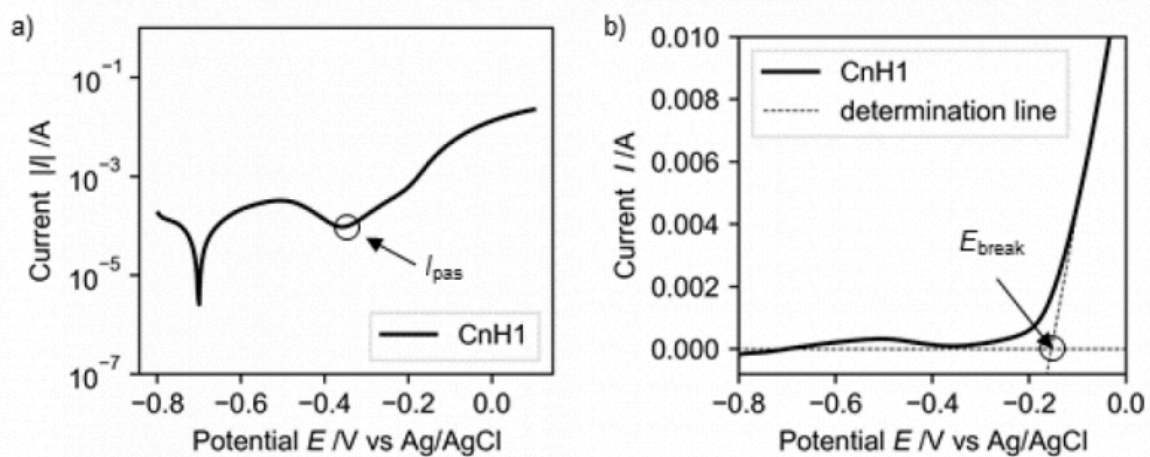 a)
10⁻¹
10⁻³
10⁻⁵
10⁻⁷
Current |I| /A
I_pas
CnH1
−0.8 −0.6 −0.4 −0.2 0.0
Potential E /V vs Ag/AgCl
b)
0.010
0.008
0.006
0.004
0.002
0.000
Current I /A
CnH1
determination line
E_break
−0.8 −0.6 −0.4 −0.2 0.0
Potential E /V vs Ag/AgCl